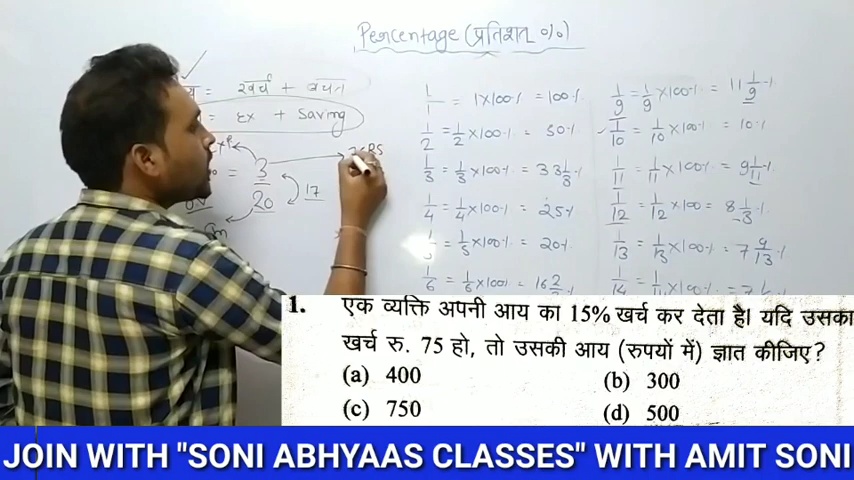 Percentage (प्रतिशत %)
= खर्च + बचत
= Ex + Saving
Exp
= 3
20
17
RS
1/1 = 1×100% = 100%
1/2 = 1/2 ×100% = 50%
1/3 = 1/3 ×100% = 33 1/3
1/4 = 1/4 ×100% = 25%
= 1/5 ×100% = 20%
1/6 = 1/6 ×100% = 16 2/
1/9 = 1/9 ×100% = 11 1/9 %
1/10 = 1/10 ×100% = 10%
1/11 = 1/11 ×100% = 9 1/11
1/12 = 1/12 ×100 = 8 1/3 %
1/13 = 1/13 ×100% = 7 9/13 %
1/14
1. एक व्यक्ति अपनी आय का 15% खर्च कर देता है। यदि उसका
खर्च रु. 75 हो, तो उसकी आय (रुपयों में) ज्ञात कीजिए?
(a) 400 (b) 300
(c) 750 (d) 500
JOIN WITH "SONI ABHYAAS CLASSES" WITH AMIT SONI